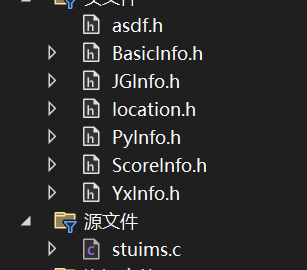 asdf.h
BasicInfo.h
JGInfo.h
location.h
PyInfo.h
ScoreInfo.h
YxInfo.h
源文件
stuims.c